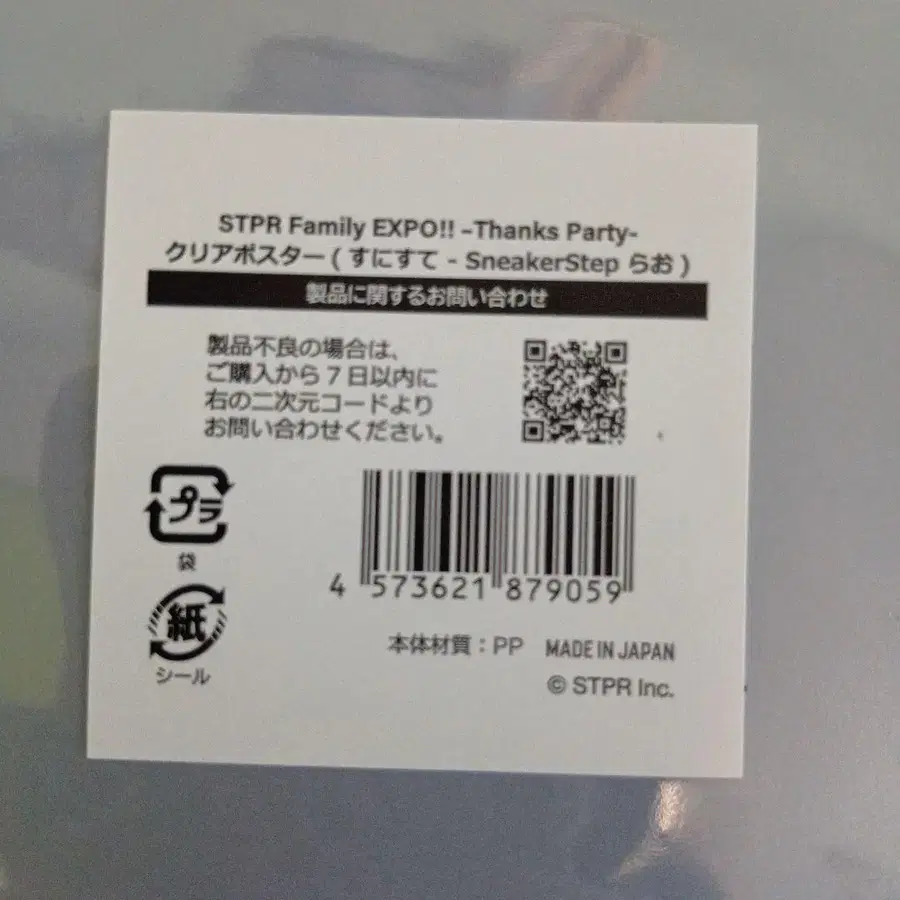 STPR Family EXPO!! -Thanks Party-
クリアポスター ( すにすて - SneakerStep らお )
製品に関するお問い合わせ
製品不良の場合は、
ご購入から 7 日以内に
右の二次元コードより
お問い合わせください。
プラ
袋
4 573621 879059
紙
シール
本体材質：PP MADE IN JAPAN
© STPR Inc.